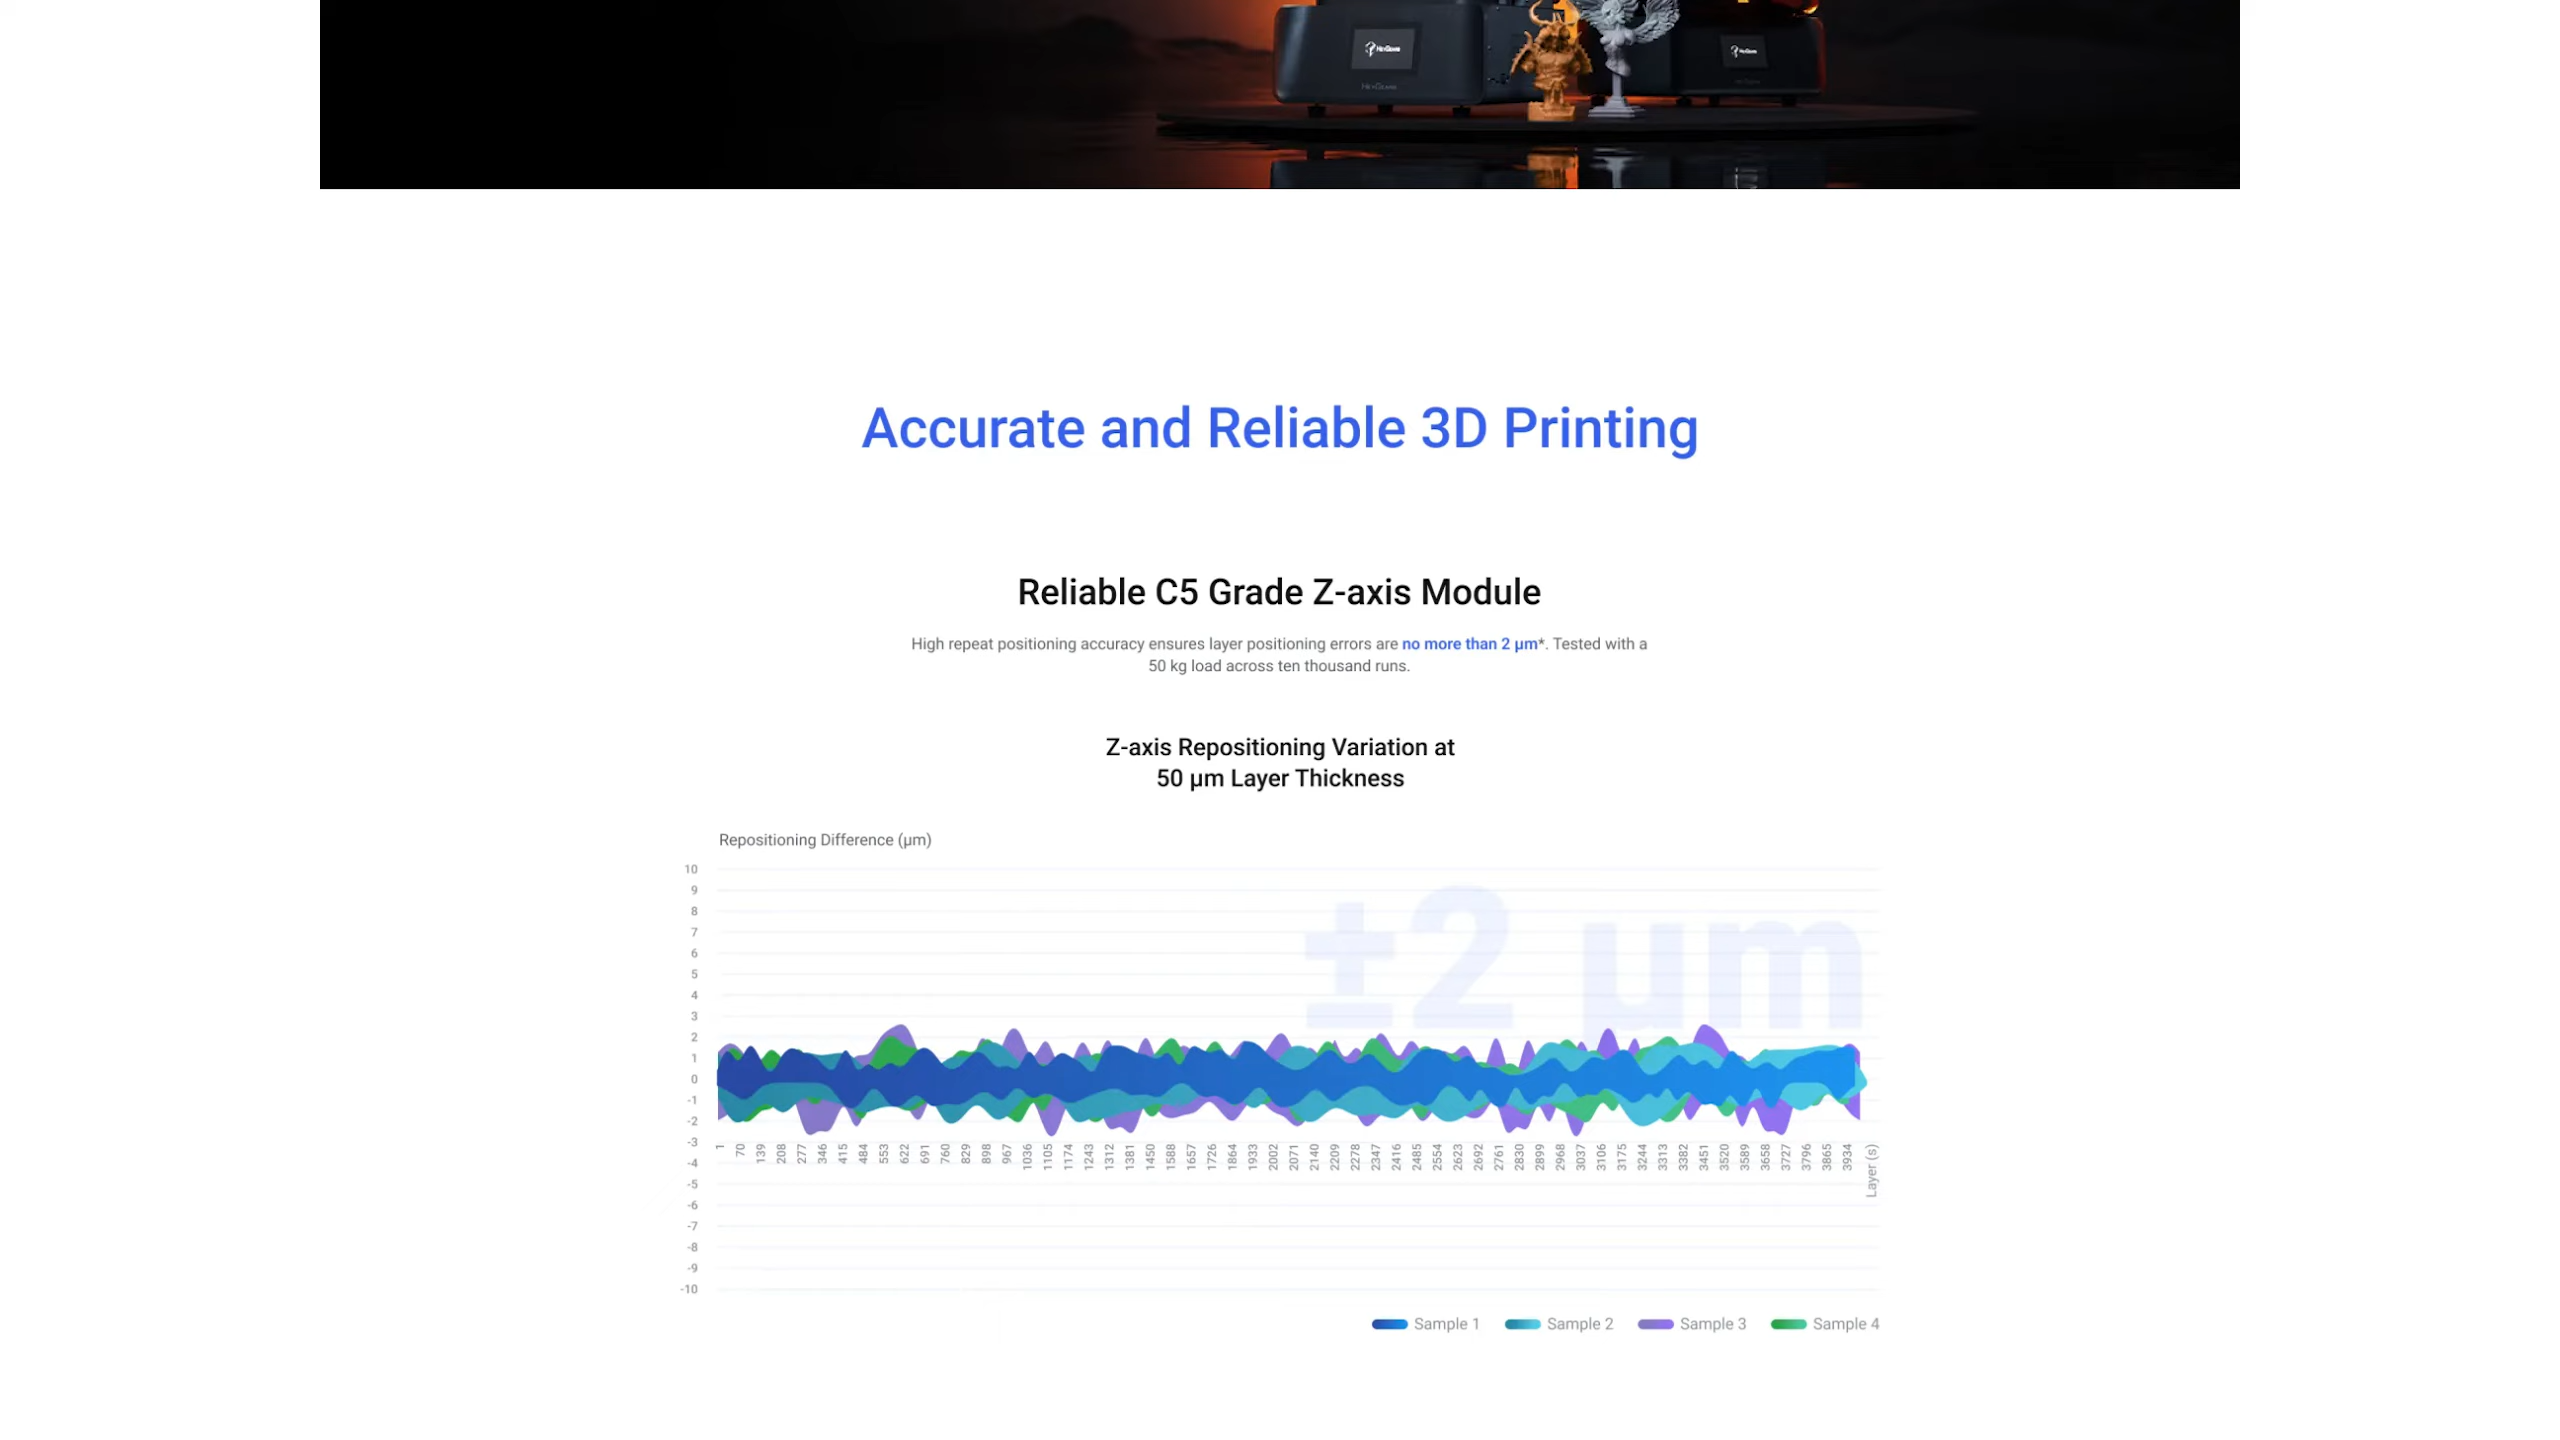 HeyGears
HeyGears
HeyGears
Accurate and Reliable 3D Printing
Reliable C5 Grade Z-axis Module
High repeat positioning accuracy ensures layer positioning errors are no more than 2 μm*. Tested with a
50 kg load across ten thousand runs.
Z-axis Repositioning Variation at
50 μm Layer Thickness
Repositioning Difference (μm)
±2 μm
10
9
8
7
6
5
4
3
2
1
0
-1
-2
-3
-4
-5
-6
-7
-8
-9
-10
1 70 139 208 277 346 415 484 553 622 691 760 829 898 967 1036 1105 1174 1243 1312 1381 1450 1588 1657 1726 1864 1933 2002 2071 2140 2209 2278 2347 2416 2485 2554 2623 2692 2761 2830 2899 2968 3037 3106 3175 3244 3313 3382 3451 3520 3589 3658 3727 3796 3865 3934 Layer (s)
Sample 1 Sample 2 Sample 3 Sample 4